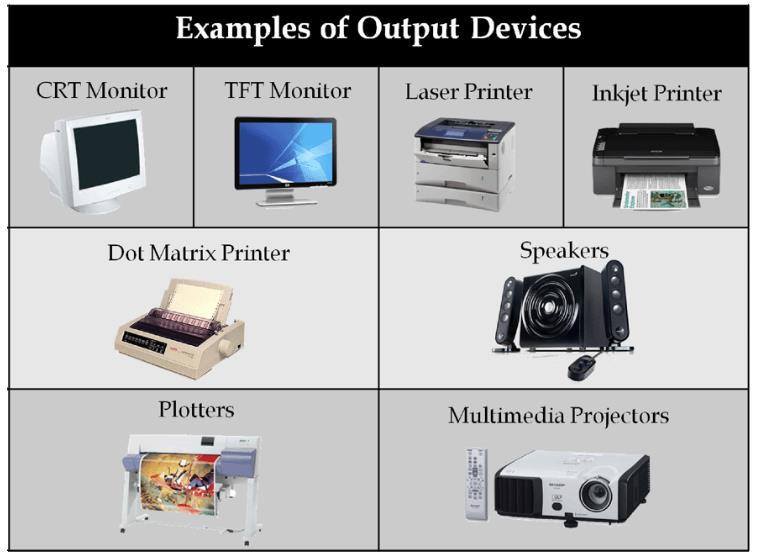 Examples of Output Devices
CRT Monitor
TFT Monitor
Laser Printer
Inkjet Printer
Dot Matrix Printer
Speakers
Plotters
Multimedia Projectors